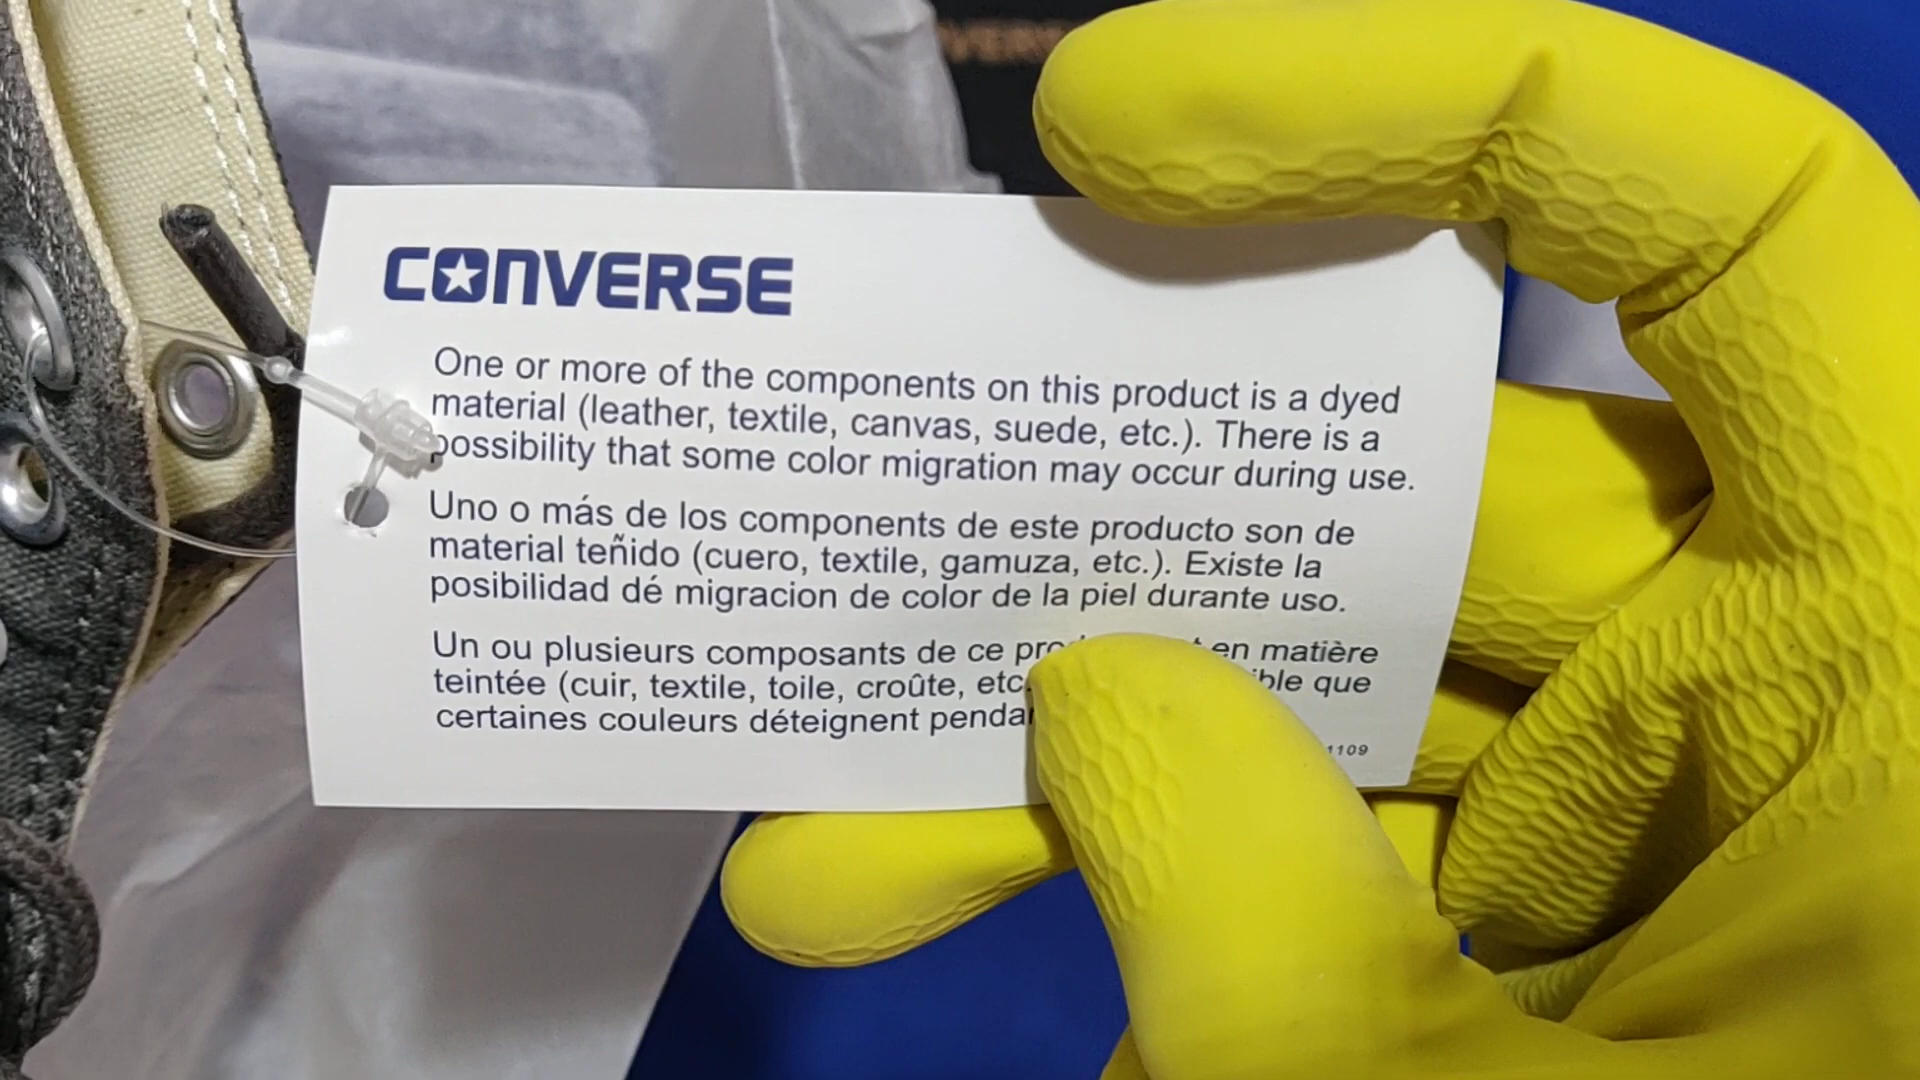 CONVERSE
One or more of the components on this product is a dyed
material (leather, textile, canvas, suede, etc.). There is a
possibility that some color migration may occur during use.
Uno o más de los components de este producto son de
material teñido (cuero, textile, gamuza, etc.). Existe la
posibilidad dé migracion de color de la piel durante uso.
Un ou plusieurs composants de ce en matière
teintée (cuir, textile, toile, croûte, etc. que
certaines couleurs déteignent
1109